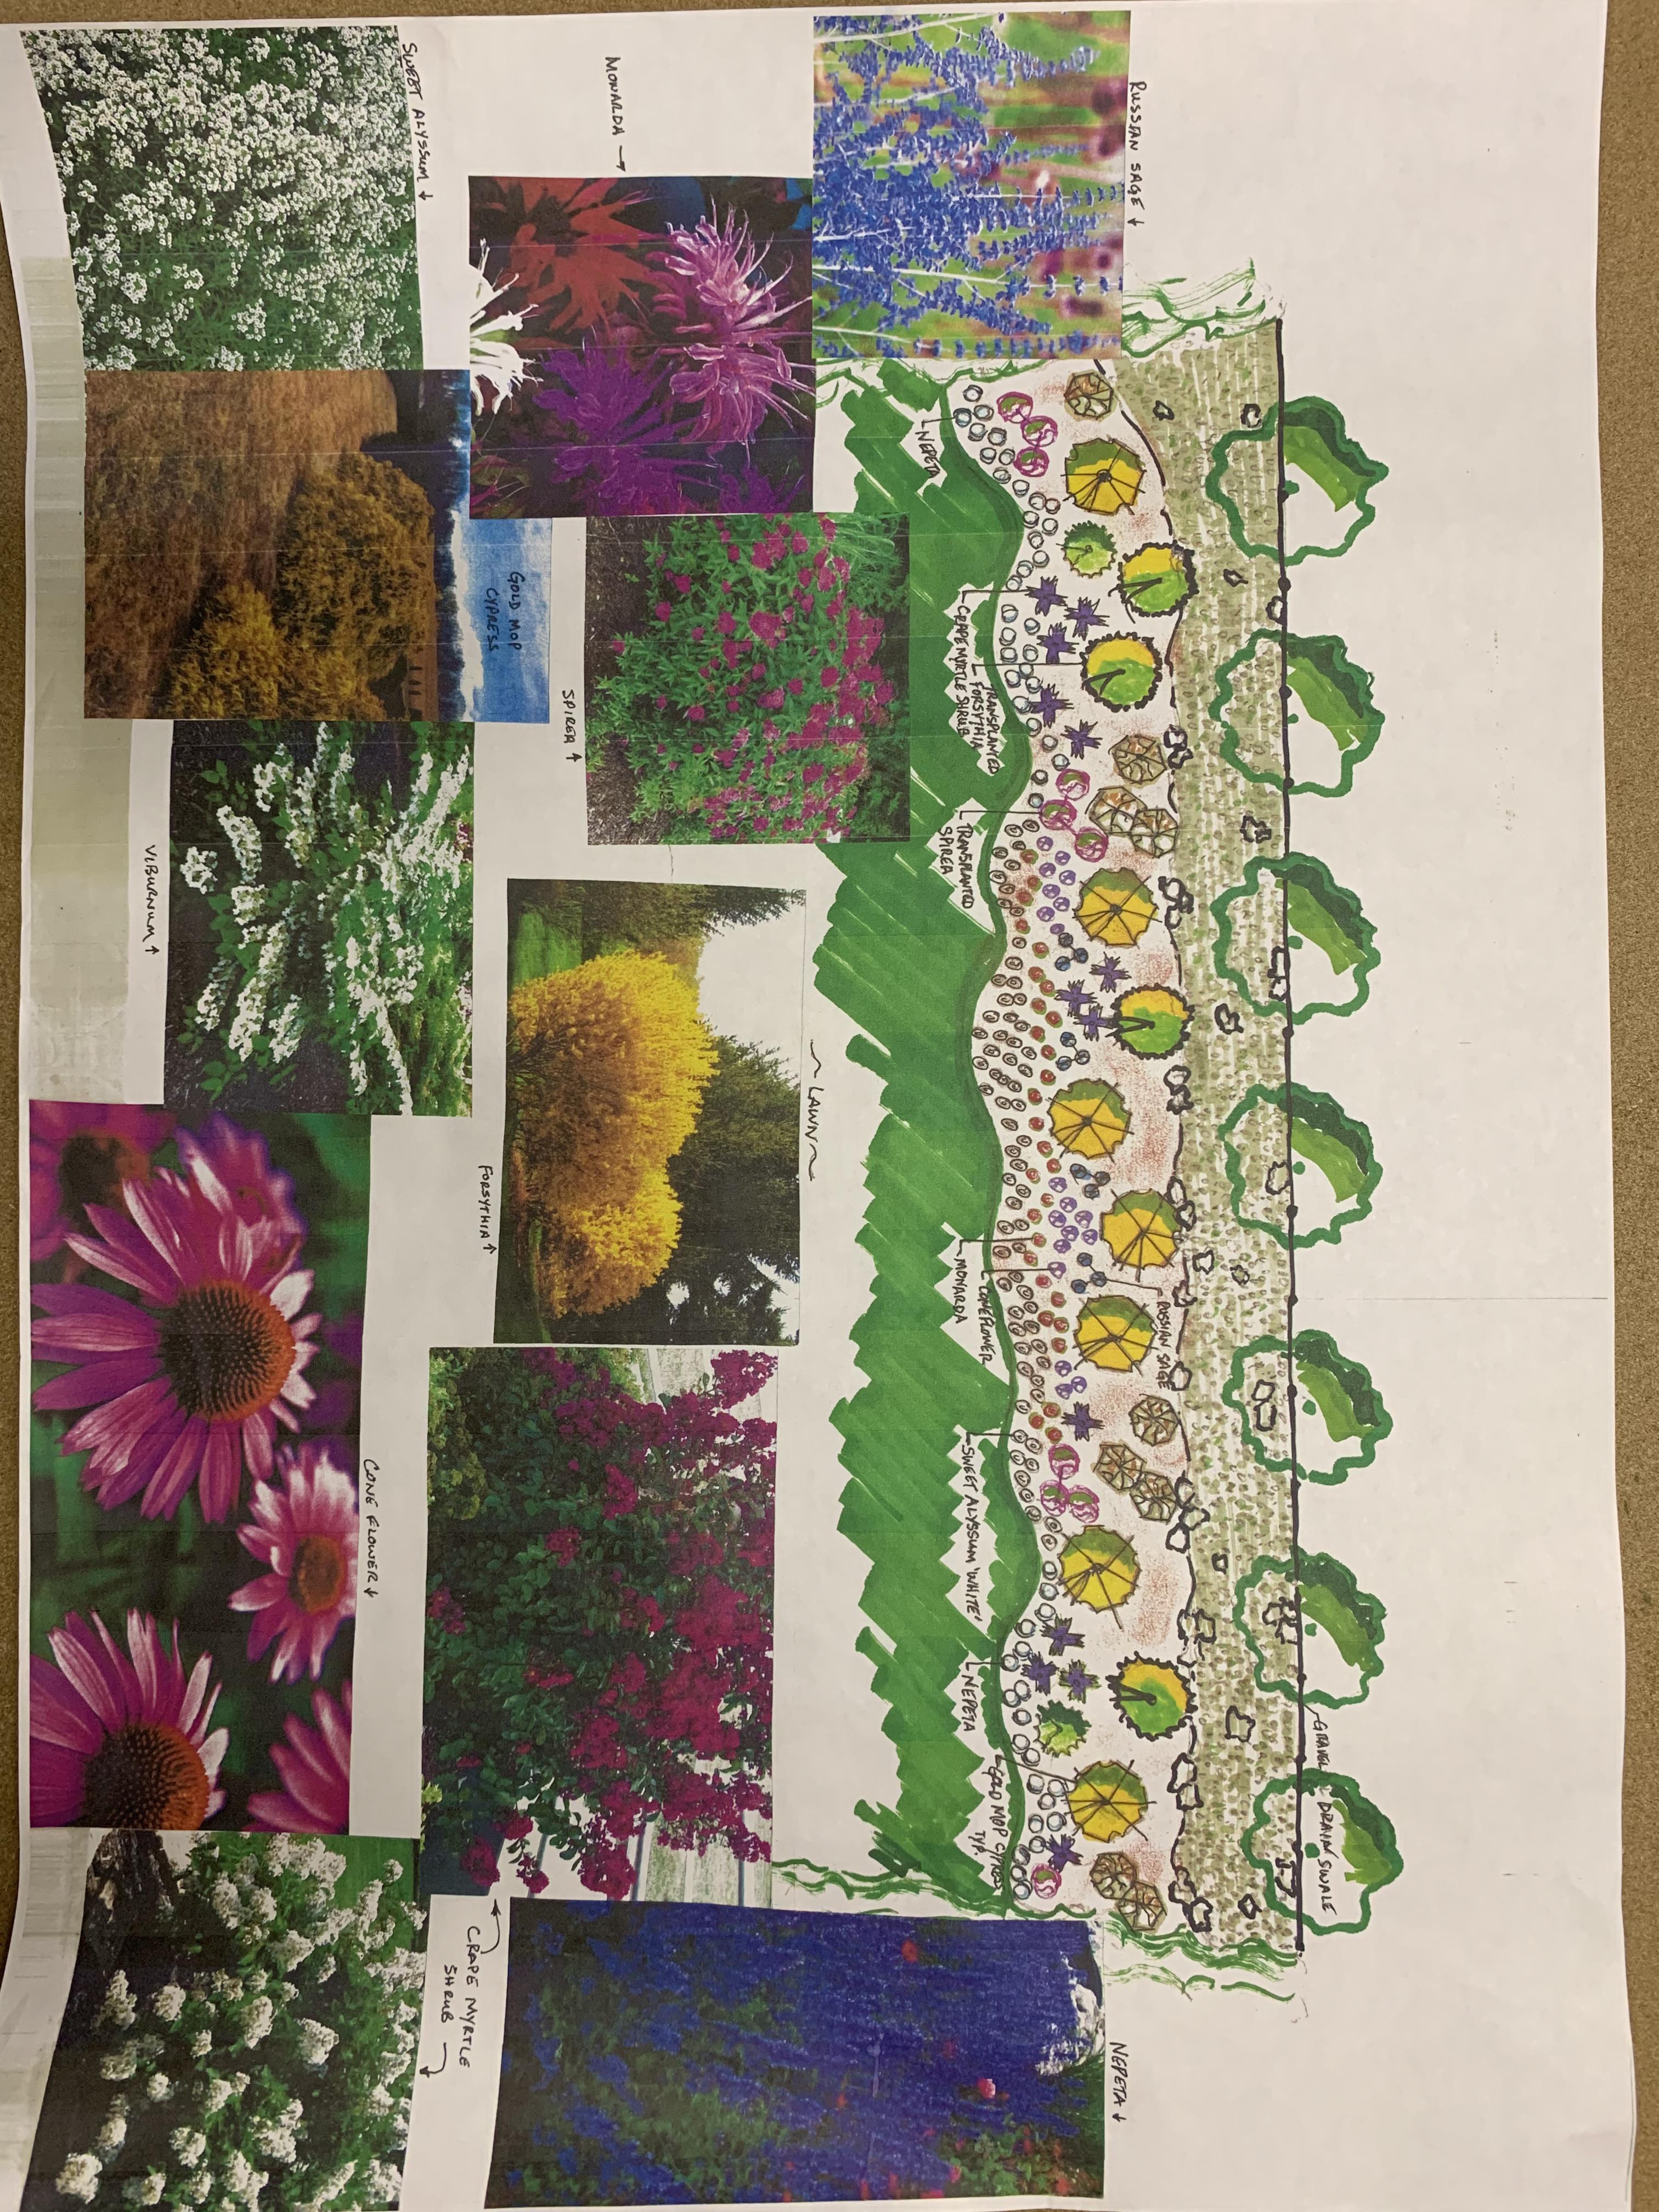 RUSSIAN SAGE ↓
NEPETA ↓
GRAVEL DRAIN SWALE
RUSSIAN SAGE
NEPETA
CRAPE MYRTLE SHRUB
TRANSPLANTED
FORSYTHIA
TRANSPLANTED
SPIREA
MONARDA
CONEFLOWER
SWEET ALYSSUM 'WHITE'
NEPETA
GOLD MOP CYPRESS
TYP.
~ LAWN ~
MONARDA →
GOLD MOP
CYPRESS
SPIREA ↑
FORSYTHIA ↑
CRAPE MYRTLE
SHRUB
SWEET ALYSSUM ↓
VIBURNUM ↑
CONE FLOWER ↓